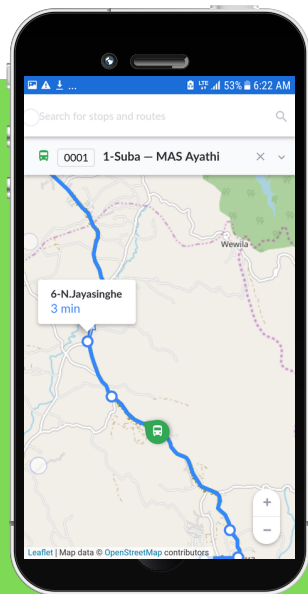 ... LTE 53% 6:22 AM
Search for stops and routes
0001 1-Suba — MAS Ayathi
Wewila
6-N.Jayasinghe
3 min
+
−
Leaflet | Map data © OpenStreetMap contributors